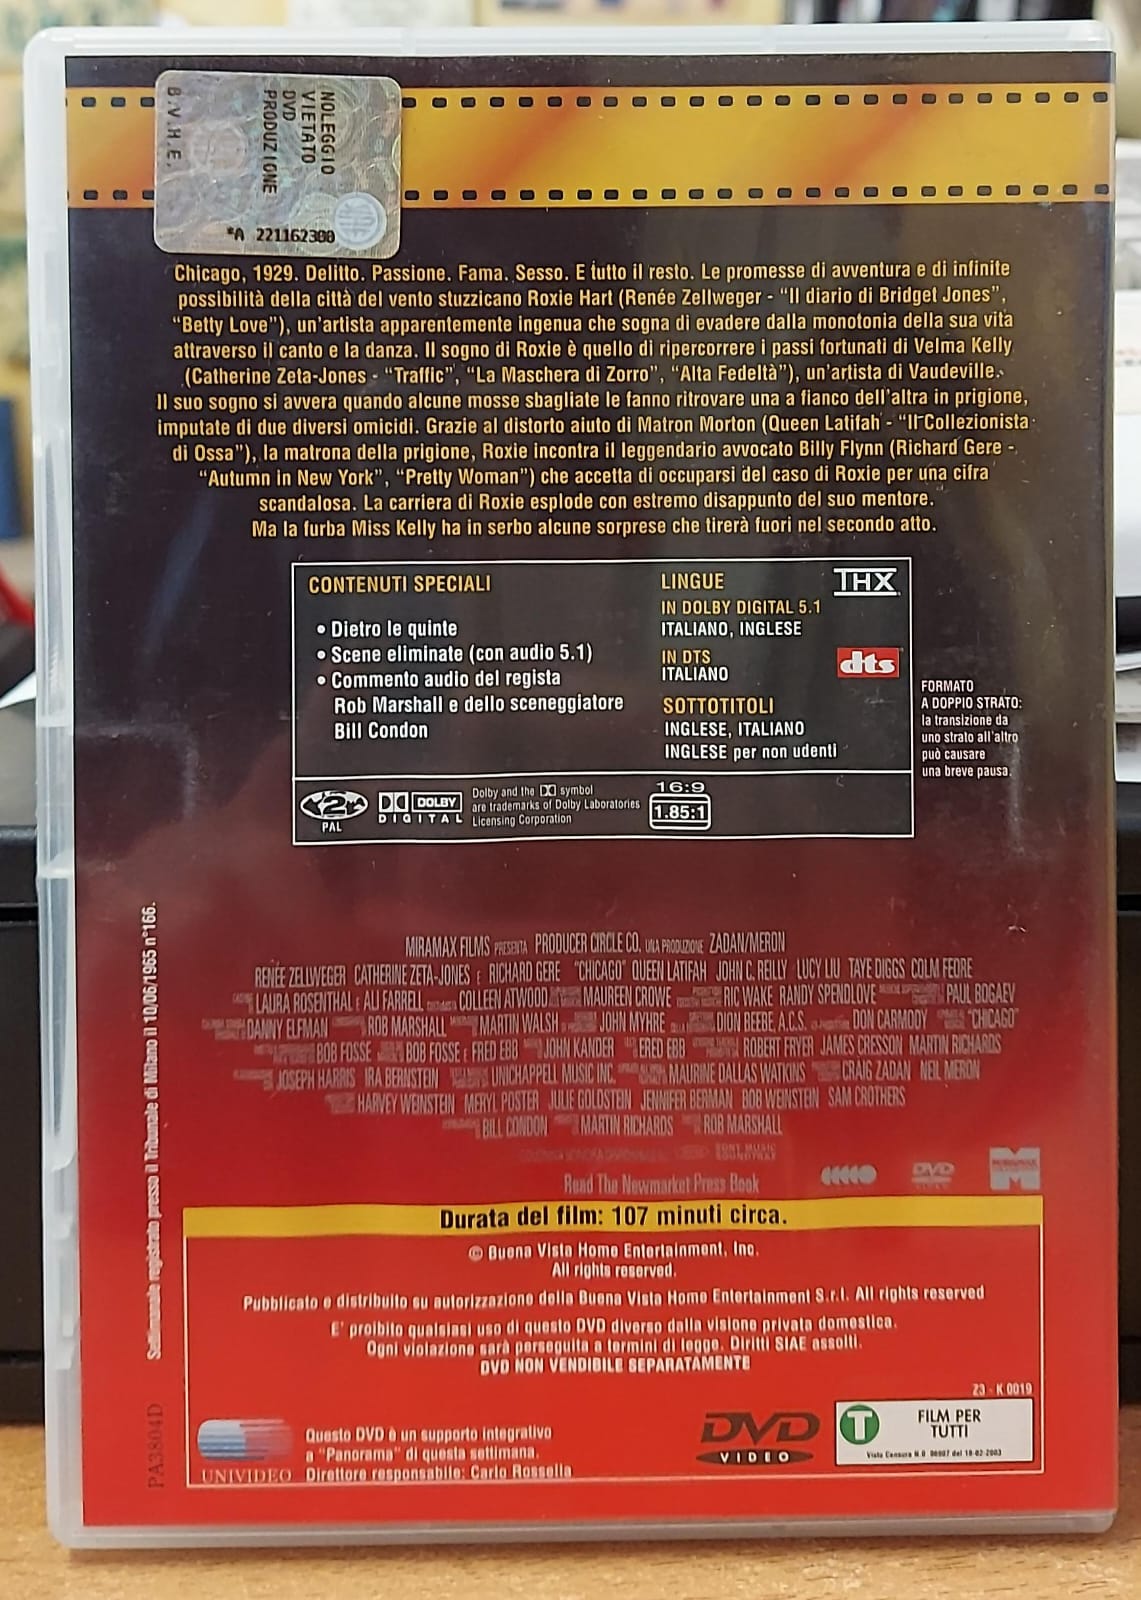 NOLEGGIO
VIETATO
DVD
PRODUZIONE
B.V.H.E.
*A 221162300
Chicago, 1929. Delitto. Passione. Fama. Sesso. E tutto il resto. Le promesse di avventura e di infinite
possibilità della città del vento stuzzicano Roxie Hart (Renée Zellweger - “Il diario di Bridget Jones”,
“Betty Love”), un'artista apparentemente ingenua che sogna di evadere dalla monotonia della sua vita
attraverso il canto e la danza. Il sogno di Roxie è quello di ripercorrere i passi fortunati di Velma Kelly
(Catherine Zeta-Jones - “Traffic”, “La Maschera di Zorro”, “Alta Fedeltà”), un'artista di Vaudeville.
Il suo sogno si avvera quando alcune mosse sbagliate le fanno ritrovare una a fianco dell'altra in prigione,
imputate di due diversi omicidi. Grazie al distorto aiuto di Matron Morton (Queen Latifah - “Il Collezionista
di Ossa”), la matrona della prigione, Roxie incontra il leggendario avvocato Billy Flynn (Richard Gere -
“Autumn in New York”, “Pretty Woman”) che accetta di occuparsi del caso di Roxie per una cifra
scandalosa. La carriera di Roxie esplode con estremo disappunto del suo mentore.
Ma la furba Miss Kelly ha in serbo alcune sorprese che tirerà fuori nel secondo atto.
CONTENUTI SPECIALI
• Dietro le quinte
• Scene eliminate (con audio 5.1)
• Commento audio del regista
Rob Marshall e dello sceneggiatore
Bill Condon
LINGUE
IN DOLBY DIGITAL 5.1
ITALIANO, INGLESE
IN DTS
ITALIANO
SOTTOTITOLI
INGLESE, ITALIANO
INGLESE per non udenti
THX
dts
FORMATO
A DOPPIO STRATO:
la transizione da
uno strato all'altro
può causare
una breve pausa.
2
PAL
DOLBY
DIGITAL
Dolby and the DD symbol
are trademarks of Dolby Laboratories
Licensing Corporation
16:9
1.85:1
MIRAMAX FILMS PRESENTA PRODUCER CIRCLE CO. UNA PRODUZIONE ZADAN/MERON
RENÉE ZELLWEGER CATHERINE ZETA-JONES E RICHARD GERE “CHICAGO” QUEEN LATIFAH JOHN C. REILLY LUCY LIU TAYE DIGGS COLM FEORE
LAURA ROSENTHAL E ALI FARRELL COLLEEN ATWOOD MAUREEN CROWE RIC WAKE RANDY SPENDLOVE PAUL BOGAEV
DANNY ELFMAN ROB MARSHALL MARTIN WALSH JOHN MYHRE DION BEEBE, A.C.S. DON CARMODY “CHICAGO”
BOB FOSSE BOB FOSSE E FRED EBB JOHN KANDER FRED EBB ROBERT FRYER JAMES CRESSON MARTIN RICHARDS
JOSEPH HARRIS IRA BERNSTEIN UNICHAPPELL MUSIC INC. MAURINE DALLAS WATKINS CRAIG ZADAN NEIL MERON
HARVEY WEINSTEIN MERYL POSTER JULIE GOLDSTEIN JENNIFER BERMAN BOB WEINSTEIN SAM CROTHERS
BILL CONDON MARTIN RICHARDS ROB MARSHALL
Read The Newmarket Press Book
DVD
Durata del film: 107 minuti circa.
© Buena Vista Home Entertainment, Inc.
All rights reserved.
Pubblicato e distribuito su autorizzazione della Buena Vista Home Entertainment S.r.l. All rights reserved
E' proibito qualsiasi uso di questo DVD diverso dalla visione privata domestica.
Ogni violazione sarà perseguita a termini di legge. Diritti SIAE assolti.
DVD NON VENDIBILE SEPARATAMENTE
Z3 - K 0019
UNIVIDEO
Questo DVD è un supporto integrativo
a “Panorama” di questa settimana.
Direttore responsabile: Carlo Rossella
DVD
VIDEO
T
FILM PER
TUTTI
Settimanale registrato presso il Tribunale di Milano il 10/06/1965 n°166.
PA3804D